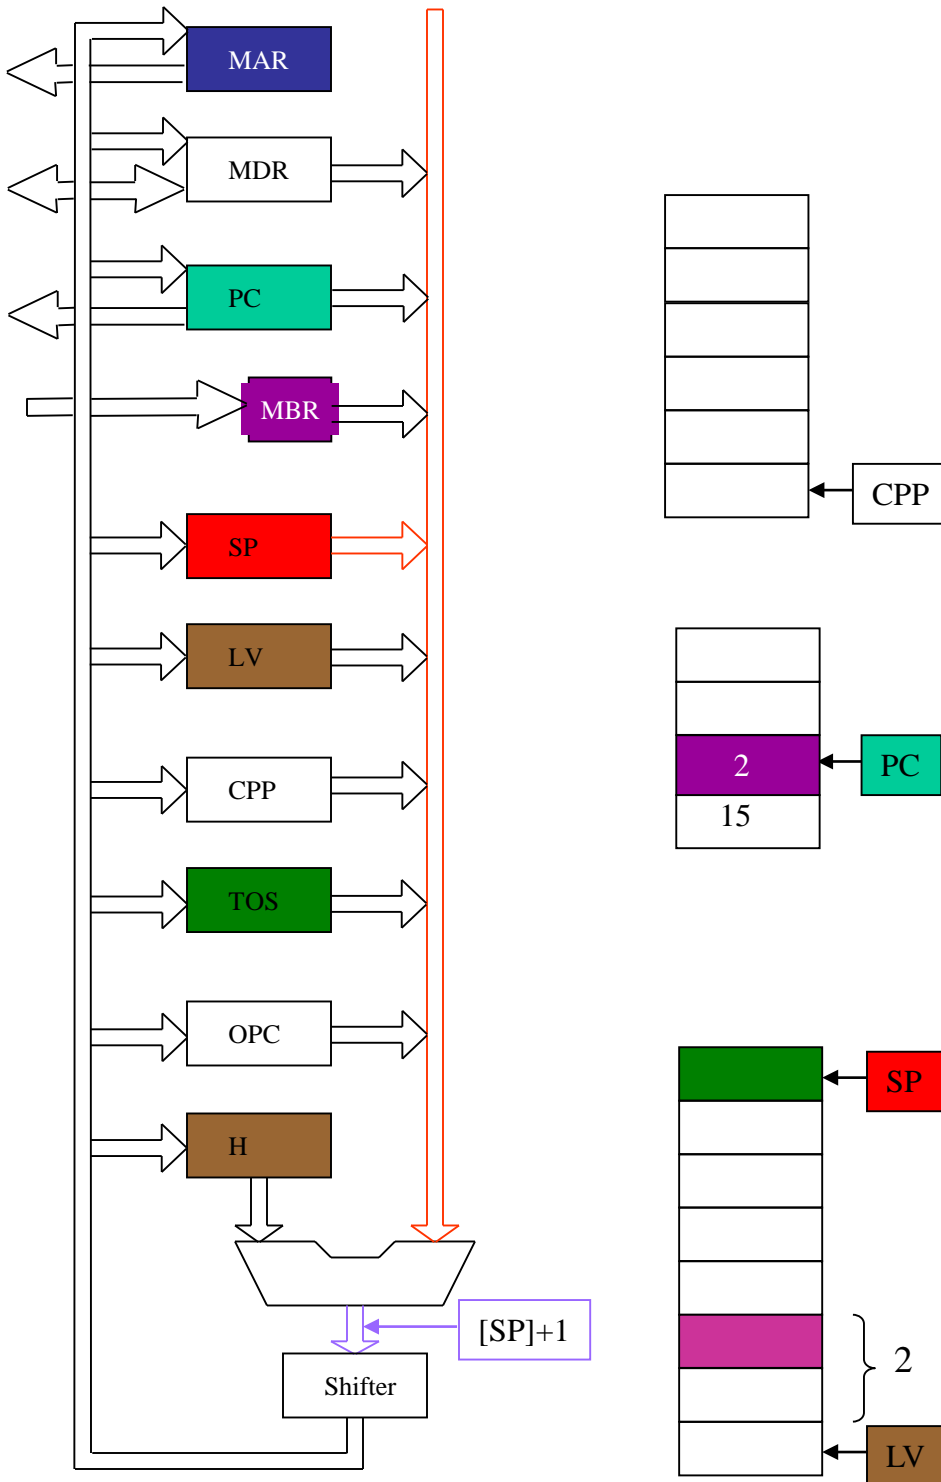 MAR
MDR
PC
MBR
SP
LV
CPP
TOS
OPC
H
[SP]+1
Shifter
CPP
2
PC
15
SP
2
LV